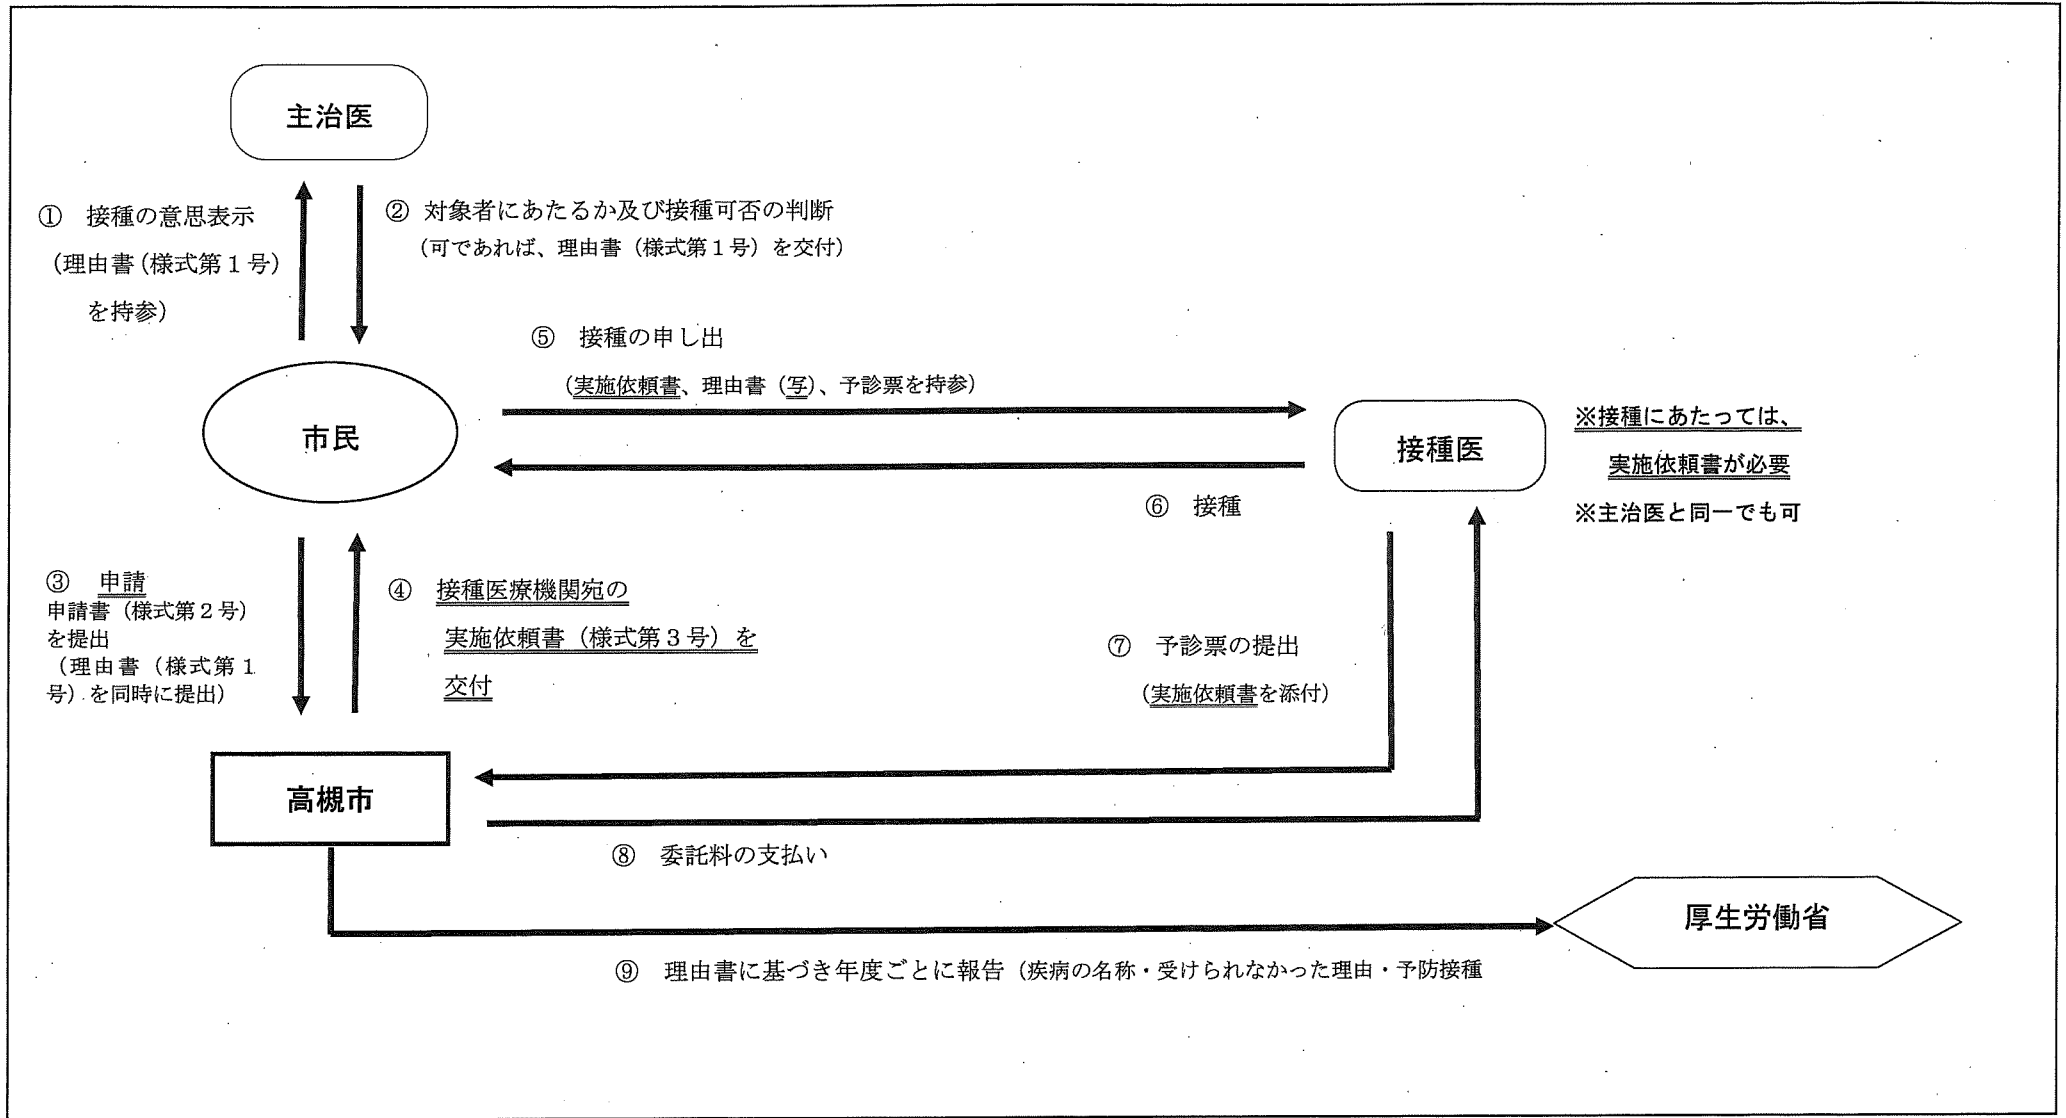 主治医
① 接種の意思表示
(理由書(様式第1号)
を持参)
② 対象者にあたるか及び接種可否の判断
(可であれば、理由書(様式第1号)を交付)
⑤ 接種の申し出
(実施依頼書、理由書(写)、予診票を持参)
市民
接種医
※接種にあたっては、
実施依頼書が必要
※主治医と同一でも可
⑥ 接種
③ 申請
申請書(様式第2号)
を提出
(理由書(様式第1
号)を同時に提出)
④ 接種医療機関宛の
実施依頼書(様式第3号)を
交付
⑦ 予診票の提出
(実施依頼書を添付)
高槻市
⑧ 委託料の支払い
厚生労働省
⑨ 理由書に基づき年度ごとに報告(疾病の名称・受けられなかった理由・予防接種